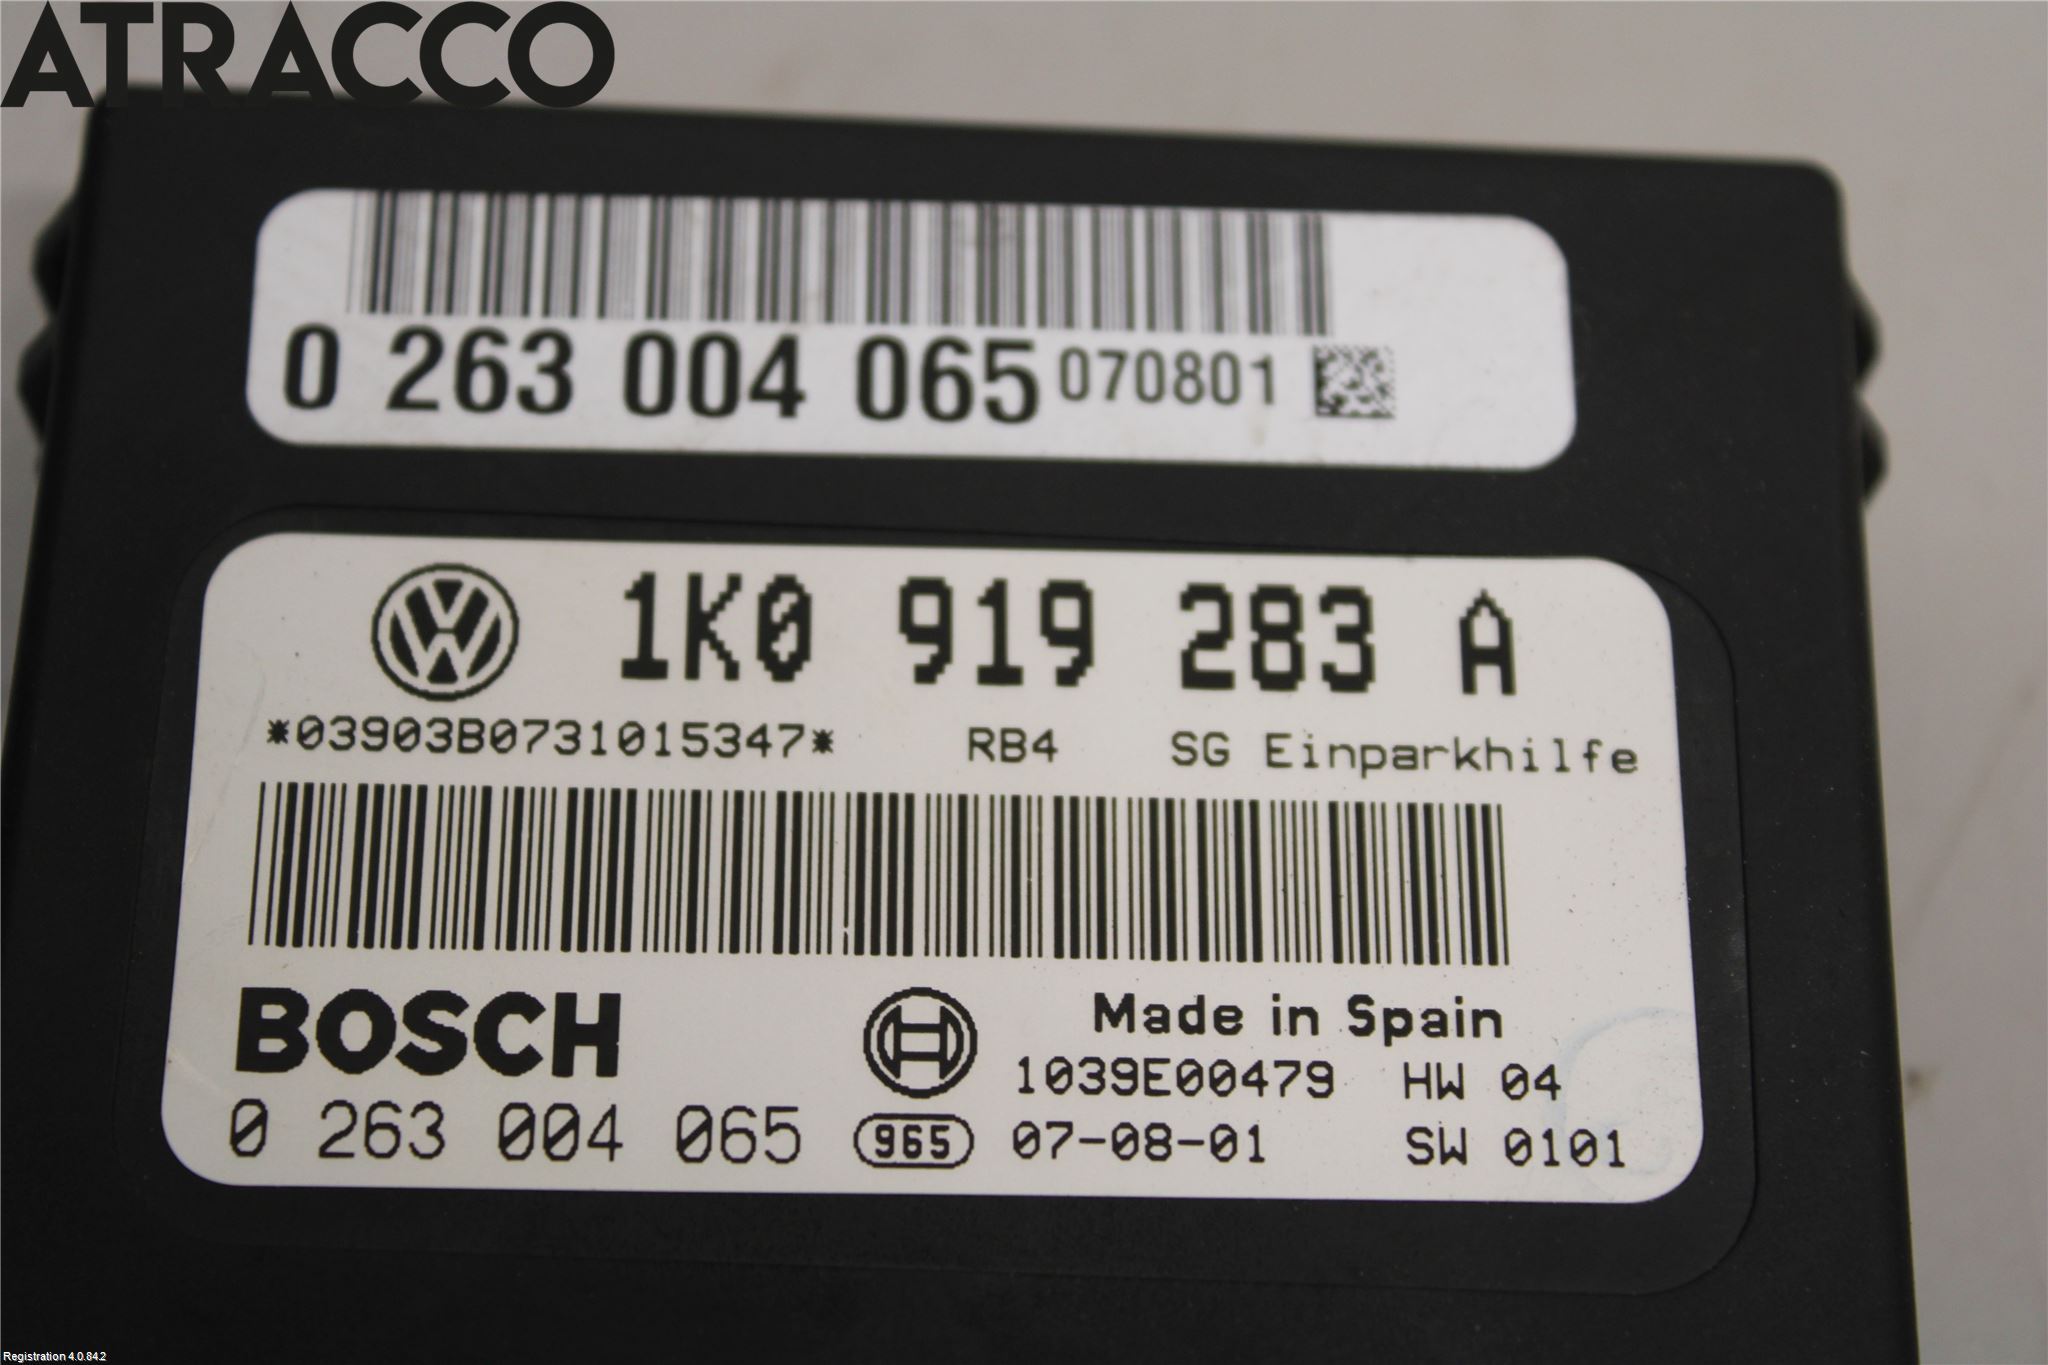 ATRACCO
0 263 004 065 070801
1K0 919 283 A
*03903B0731015347* RB4 SG Einparkhilfe
BOSCH
Made in Spain
1039E00479 HW 04
0 263 004 065 965 07-08-01 SW 0101
Registration 4.0.84.2